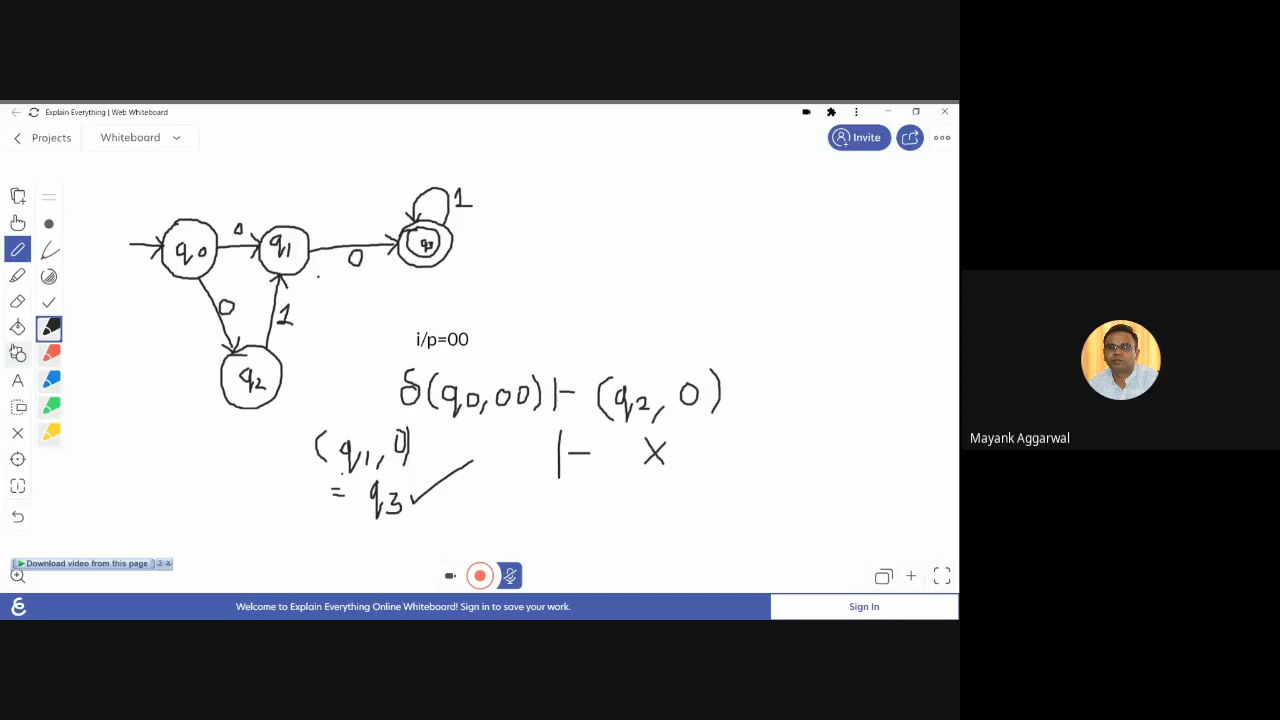 Explain Everything | Web Whiteboard
Projects
Whiteboard
Invite
1
0
q0
q1
q3
0
0
1
q2
i/p=00
δ(q0,00) |- (q2, 0)
(q1, 0)
|- X
= q3 ✓
Mayank Aggarwal
Download video from this page
Welcome to Explain Everything Online Whiteboard! Sign in to save your work.
Sign In